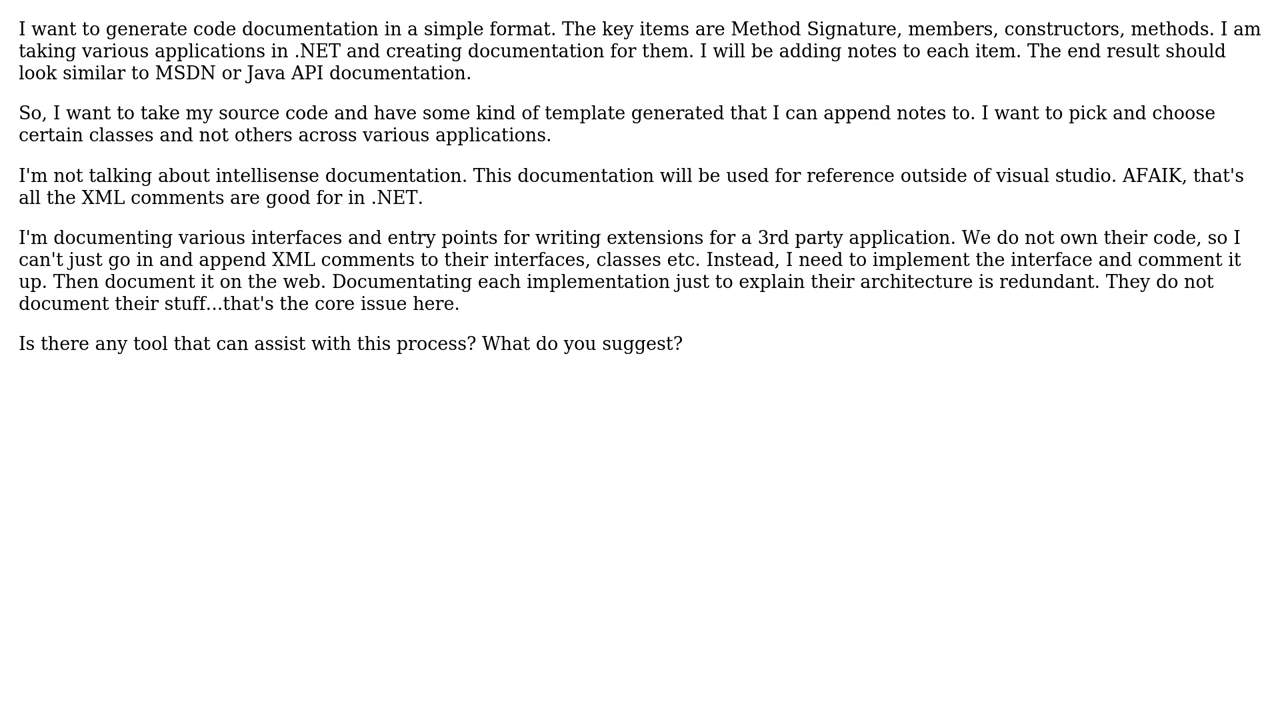 I want to generate code documentation in a simple format. The key items are Method Signature, members, constructors, methods. I am
taking various applications in .NET and creating documentation for them. I will be adding notes to each item. The end result should
look similar to MSDN or Java API documentation.
So, I want to take my source code and have some kind of template generated that I can append notes to. I want to pick and choose
certain classes and not others across various applications.
I'm not talking about intellisense documentation. This documentation will be used for reference outside of visual studio. AFAIK, that's
all the XML comments are good for in .NET.
I'm documenting various interfaces and entry points for writing extensions for a 3rd party application. We do not own their code, so I
can't just go in and append XML comments to their interfaces, classes etc. Instead, I need to implement the interface and comment it
up. Then document it on the web. Documentating each implementation just to explain their architecture is redundant. They do not
document their stuff...that's the core issue here.
Is there any tool that can assist with this process? What do you suggest?